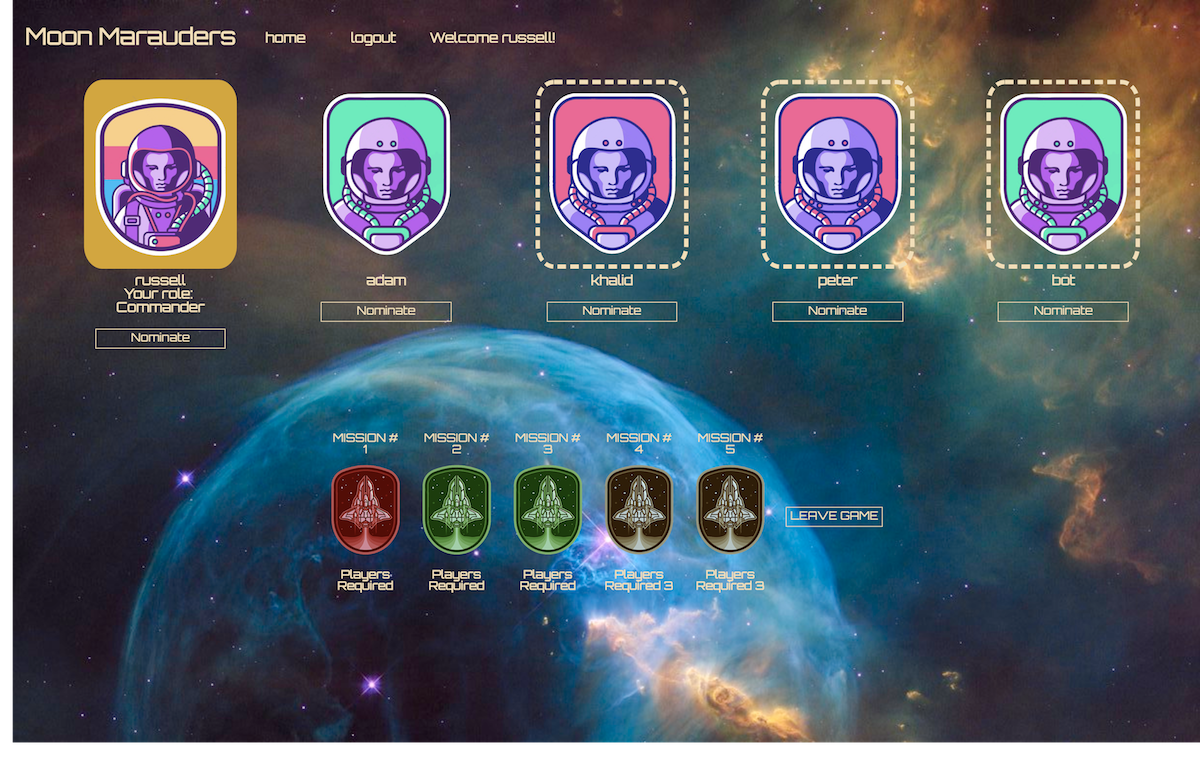 Moon Marauders home logout Welcome russell!
russell
Your role:
Commander
Nominate
adam
Nominate
khalid
Nominate
peter
Nominate
bot
Nominate
MISSION #
1
MISSION #
2
MISSION #
3
MISSION #
4
MISSION #
5
Players
Required
Players
Required
Players
Required
Players
Required 3
Players
Required 3
LEAVE GAME